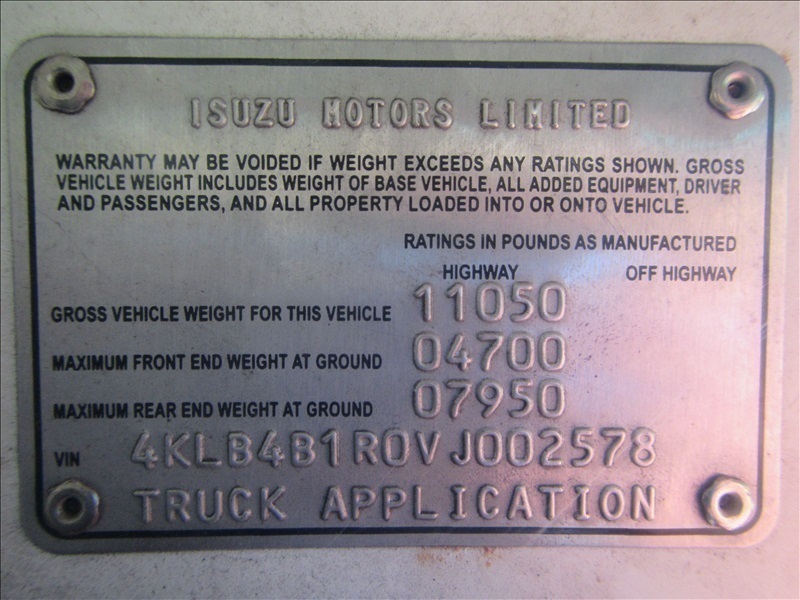 ISUZU MOTORS LIMITED
WARRANTY MAY BE VOIDED IF WEIGHT EXCEEDS ANY RATINGS SHOWN. GROSS
VEHICLE WEIGHT INCLUDES WEIGHT OF BASE VEHICLE, ALL ADDED EQUIPMENT, DRIVER
AND PASSENGERS, AND ALL PROPERTY LOADED INTO OR ONTO VEHICLE.
RATINGS IN POUNDS AS MANUFACTURED
HIGHWAY OFF HIGHWAY
GROSS VEHICLE WEIGHT FOR THIS VEHICLE 11050
MAXIMUM FRONT END WEIGHT AT GROUND 04700
MAXIMUM REAR END WEIGHT AT GROUND 07950
VIN 4KLB4B1R0VJ002578
TRUCK APPLICATION